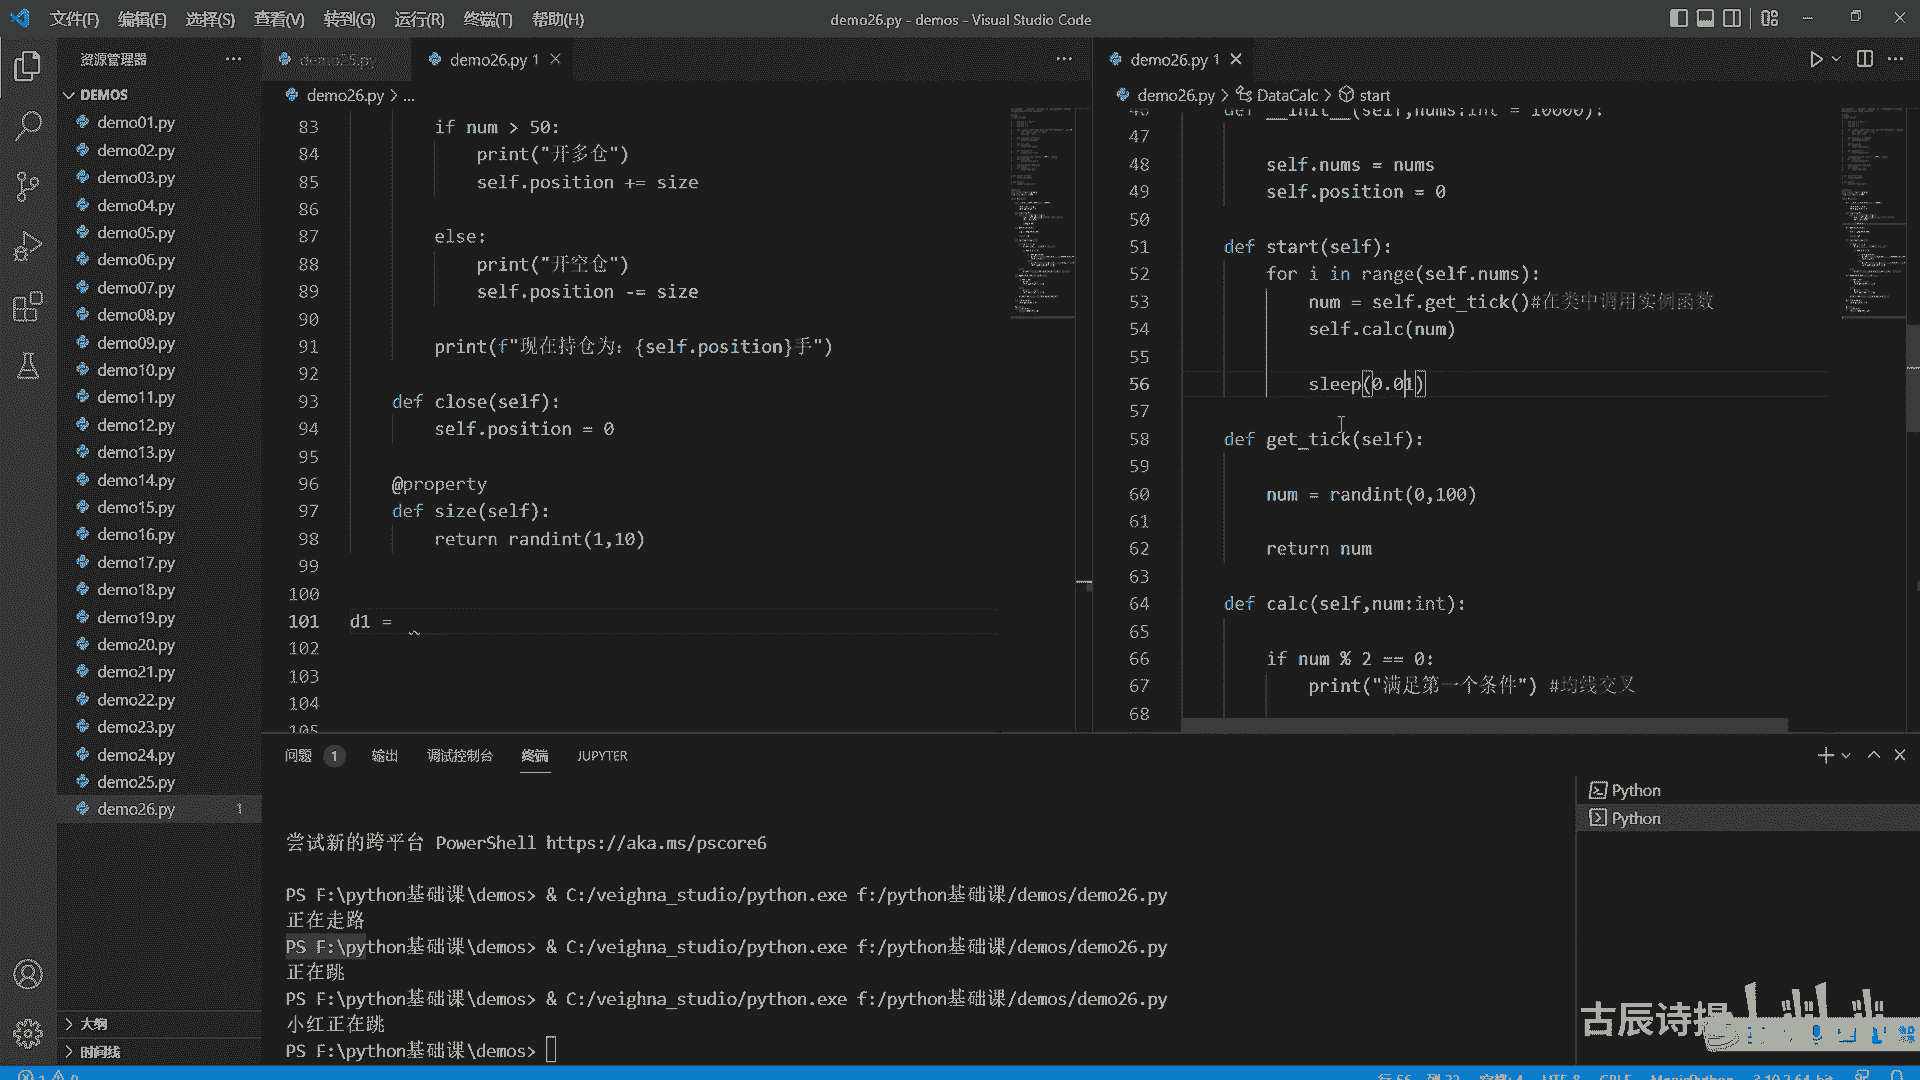 文件(F) 编辑(E) 选择(S) 查看(V) 转到(G) 运行(R) 终端(T) 帮助(H)
demo26.py - demos - Visual Studio Code
资源管理器
DEMOS
demo01.py
demo02.py
demo03.py
demo04.py
demo05.py
demo06.py
demo07.py
demo08.py
demo09.py
demo10.py
demo11.py
demo12.py
demo13.py
demo14.py
demo15.py
demo16.py
demo17.py
demo18.py
demo19.py
demo20.py
demo21.py
demo22.py
demo23.py
demo24.py
demo25.py
demo26.py 1
大纲
时间线
demo25.py
demo26.py 1
demo26.py > ...
83 if num > 50:
84 print("开多仓")
85 self.position += size
86
87 else:
88 print("开空仓")
89 self.position -= size
90
91 print(f"现在持仓为: {self.position}手")
92
93 def close(self):
94 self.position = 0
95
96 @property
97 def size(self):
98 return randint(1,10)
99
100
101 d1 =
102
103
104
105
demo26.py 1
demo26.py > DataCalc > start
46 def __init__(self,nums:int = 10000):
47
48 self.nums = nums
49 self.position = 0
50
51 def start(self):
52 for i in range(self.nums):
53 num = self.get_tick()#在类中调用实例函数
54 self.calc(num)
55
56 sleep(0.01)
57
58 def get_tick(self):
59
60 num = randint(0,100)
61
62 return num
63
64 def calc(self,num:int):
65
66 if num % 2 == 0:
67 print("满足第一个条件") #均线交叉
68
问题 1 输出 调试控制台 终端 JUPYTER
尝试新的跨平台 PowerShell https://aka.ms/pscore6
PS F:\python基础课\demos> & C:/veighna_studio/python.exe f:/python基础课/demos/demo26.py
正在走路
PS F:\python基础课\demos> & C:/veighna_studio/python.exe f:/python基础课/demos/demo26.py
正在跳
PS F:\python基础课\demos> & C:/veighna_studio/python.exe f:/python基础课/demos/demo26.py
小红正在跳
PS F:\python基础课\demos>
Python
Python
古辰诗提